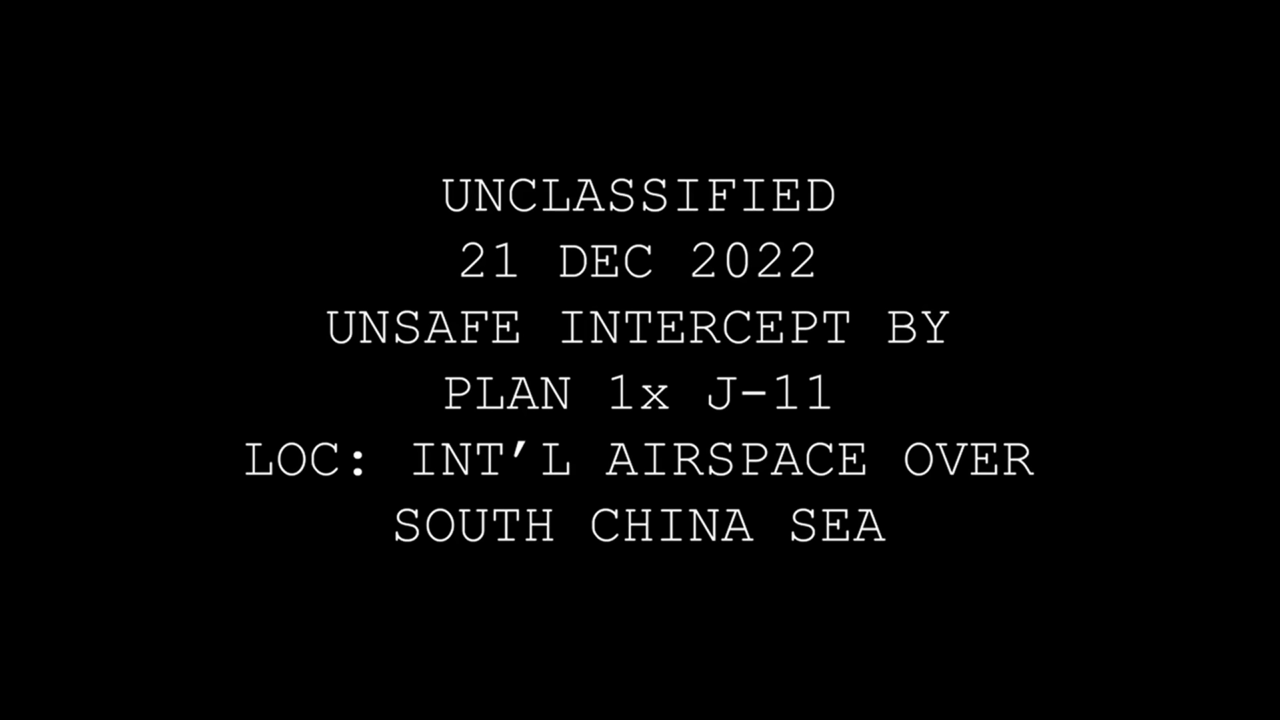 UNCLASSIFIED
21 DEC 2022
UNSAFE INTERCEPT BY
PLAN 1x J-11
LOC: INT’L AIRSPACE OVER
SOUTH CHINA SEA